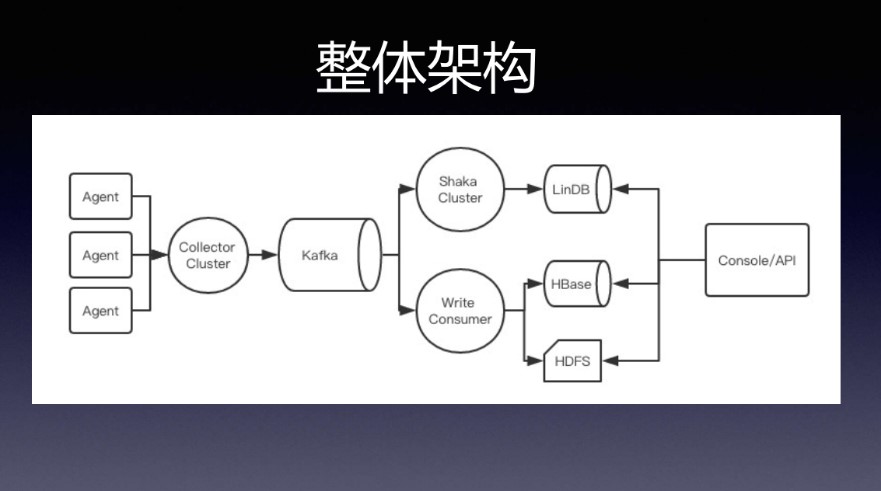 整体架构
Agent
Agent
Agent
Collector
Cluster
Kafka
Shaka
Cluster
Write
Consumer
LinDB
HBase
HDFS
Console/API